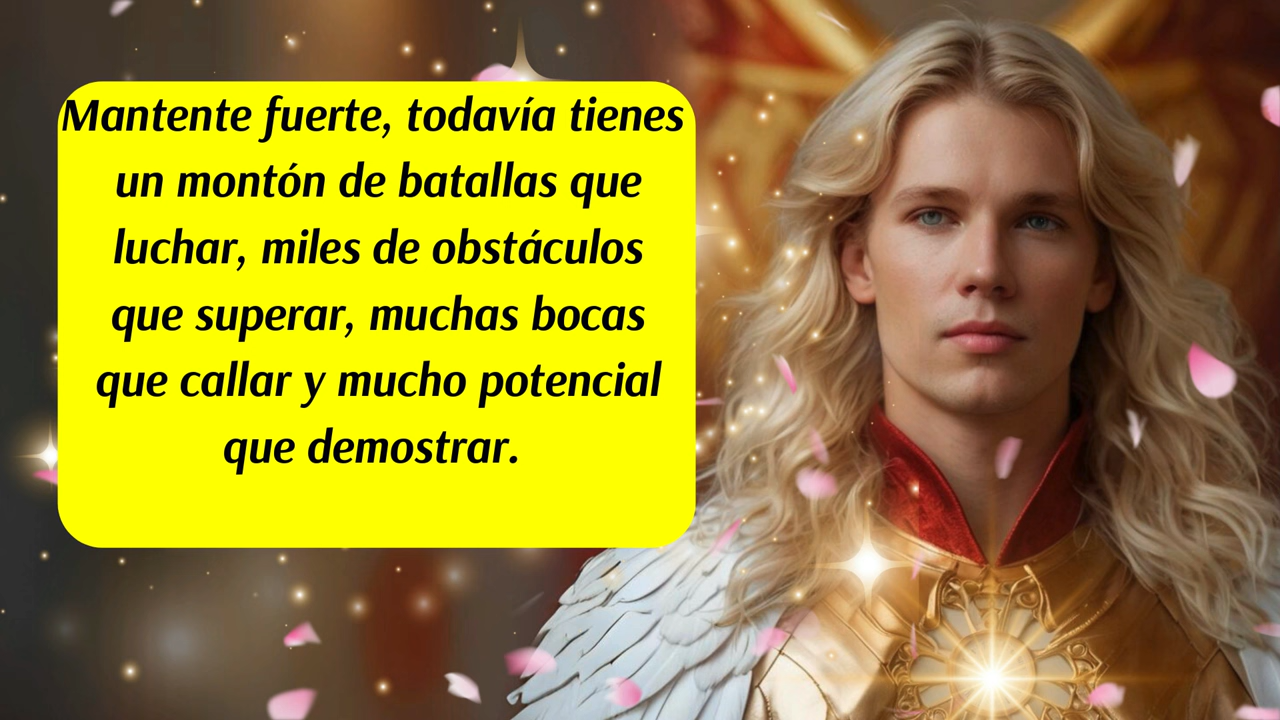 Mantente fuerte, todavía tienes
un montón de batallas que
luchar, miles de obstáculos
que superar, muchas bocas
que callar y mucho potencial
que demostrar.